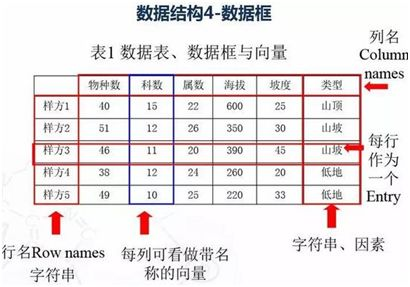 数据结构4-数据框
表1 数据表、数据框与向量
列名
Column
names
物种数 科数 属数 海拔 坡度 类型
样方1 40 15 22 600 25 山顶
样方2 51 12 26 350 30 山坡
样方3 46 11 20 390 45 山坡
样方4 38 12 24 260 20 低地
样方5 49 10 25 220 33 低地
每行
作为
一个
Entry
行名Row names
字符串
每列可看做带名
称的向量
字符串、因素